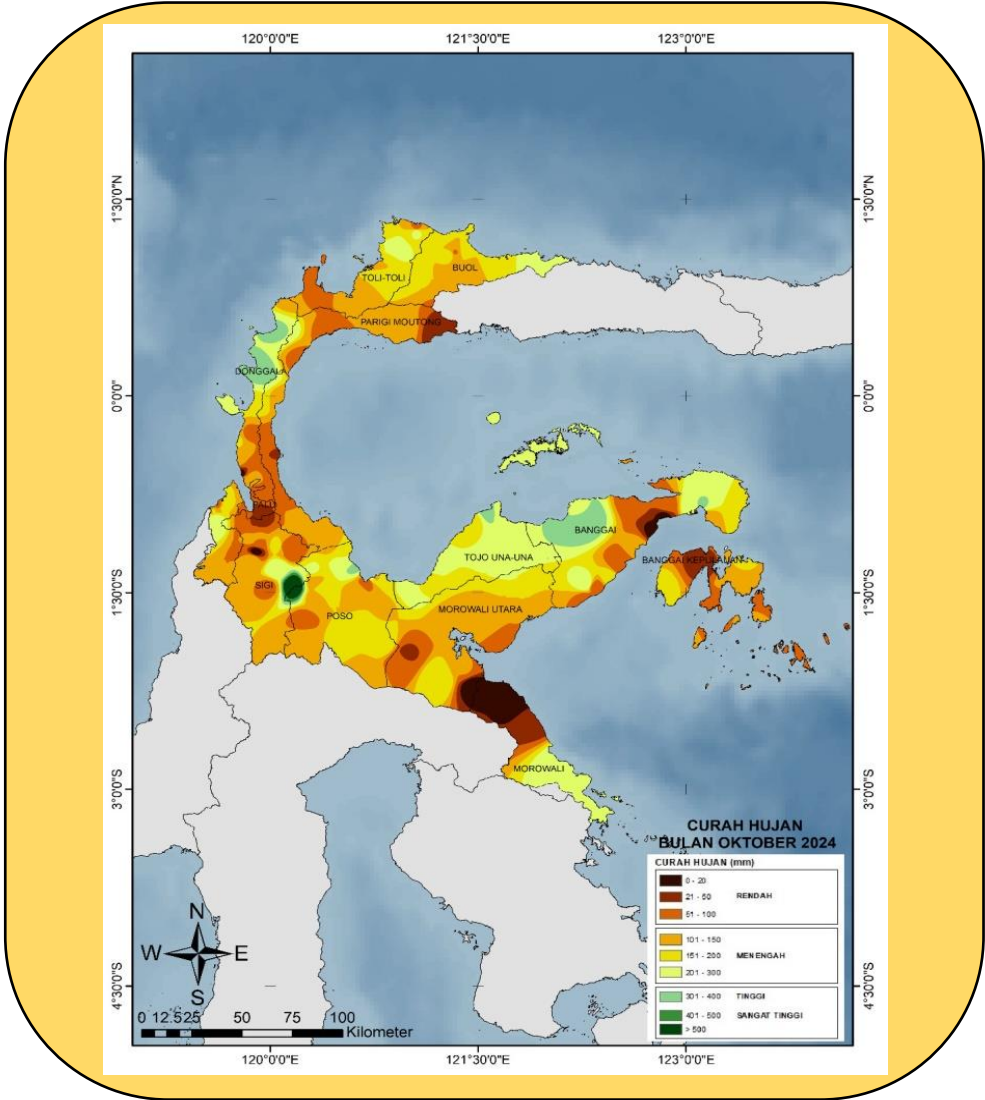 120°0'0"E 121°30'0"E 123°0'0"E
1°30'0"N 1°30'0"N
TOLI-TOLI
BUOL
PARIGI MOUTONG
DONGGALA
0°0'0" 0°0'0"
PALU
BANGGAI
TOJO UNA-UNA
BANGGAI KEPULAUAN
SIGI
1°30'0"S 1°30'0"S
MOROWALI UTARA
POSO
MOROWALI
3°0'0"S 3°0'0"S
CURAH HUJAN
BULAN OKTOBER 2024
CURAH HUJAN (mm)
0 - 20
21 - 50 RENDAH
51 - 100
101 - 150
151 - 200 MENENGAH
201 - 300
301 - 400 TINGGI
401 - 500 SANGAT TINGGI
> 500
N
W E
S
4°30'0"S 4°30'0"S
0 12.525 50 75 100
Kilometer
120°0'0"E 121°30'0"E 123°0'0"E